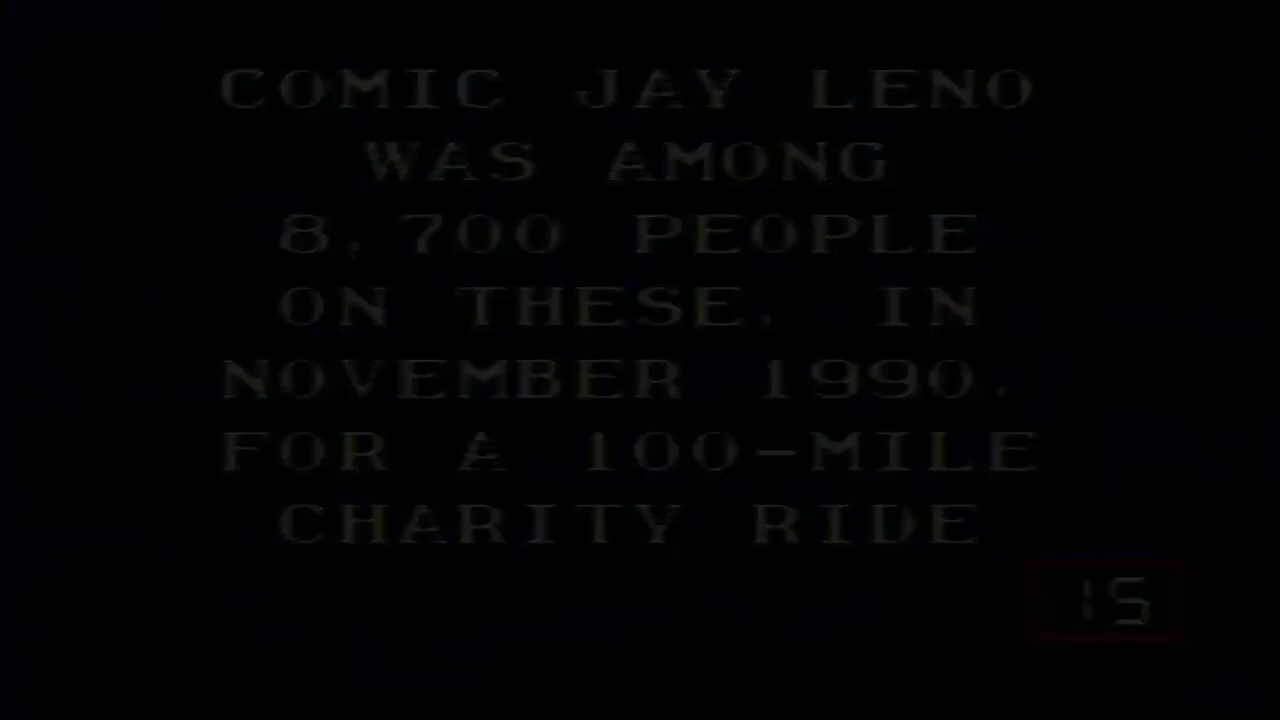 COMIC JAY LENO
WAS AMONG
8,700 PEOPLE
ON THESE, IN
NOVEMBER 1990,
FOR A 100-MILE
CHARITY RIDE
15